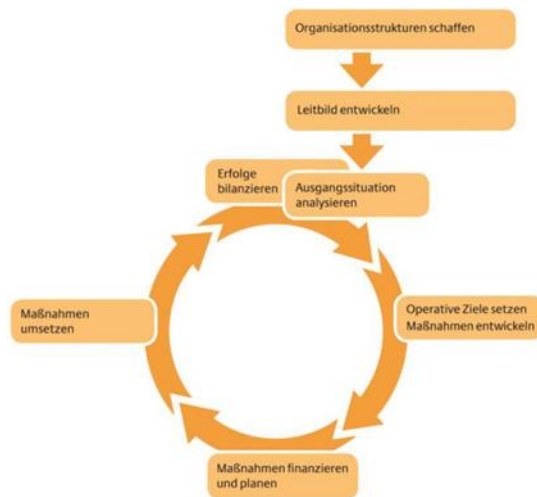 Organisationsstrukturen schaffen
Leitbild entwickeln
Erfolge
bilanzieren
Ausgangssituation
analysieren
Operative Ziele setzen
Maßnahmen entwickeln
Maßnahmen finanzieren
und planen
Maßnahmen
umsetzen